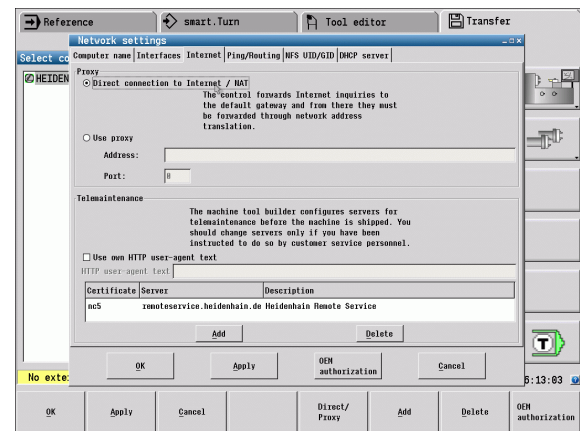 Reference
smart.Turn
Tool editor
Transfer
Network settings
Select co
Computer name Interfaces Internet Ping/Routing NFS UID/GID DHCP server
HEIDEN
Proxy
Direct connection to Internet / NAT
The control forwards Internet inquiries to
the default gateway and from there they must
be forwarded through network address
translation.
Use proxy
Address:
Port:
Telemaintenance
The machine tool builder configures servers for
telemaintenance before the machine is shipped. You
should change servers only if you have been
instructed to do so by customer service personnel.
Use own HTTP user-agent text
HTTP user-agent text
Certificate Server Description
nc5 remoteservice.heidenhain.de Heidenhain Remote Service
Add Delete
OK Apply OEM authorization Cancel
T
No exte
6:13:03
OK Apply Cancel Direct/ Proxy Add Delete OEM authorization